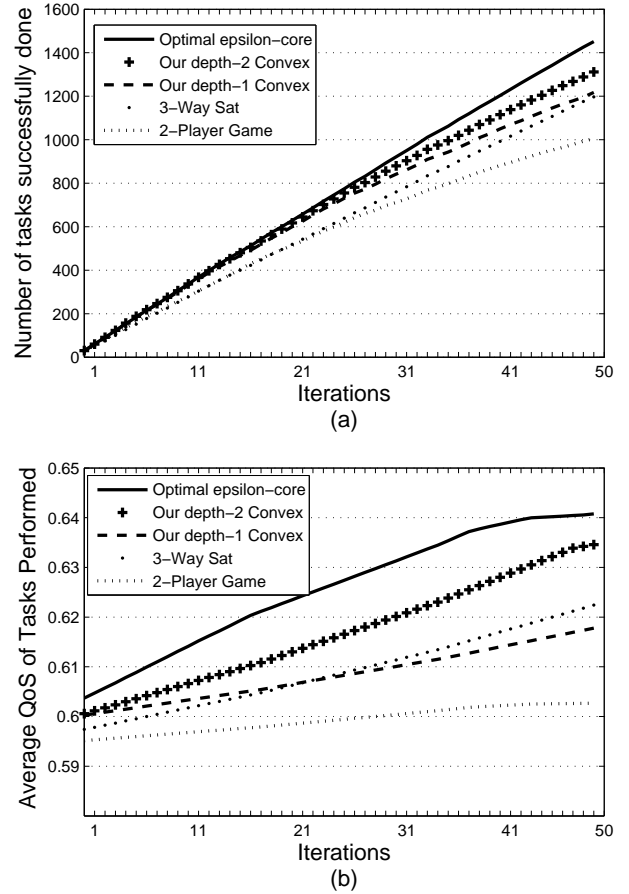 1600
1400
1200
1000
800
600
400
200
0
Number of tasks successfully done
Optimal epsilon−core
Our depth−2 Convex
Our depth−1 Convex
3−Way Sat
2−Player Game
1 11 21 31 41 50
Iterations
(a)
0.65
0.64
0.63
0.62
0.61
0.6
0.59
Average QoS of Tasks Performed
Optimal epsilon−core
Our depth−2 Convex
Our depth−1 Convex
3−Way Sat
2−Player Game
1 11 21 31 41 50
Iterations
(b)